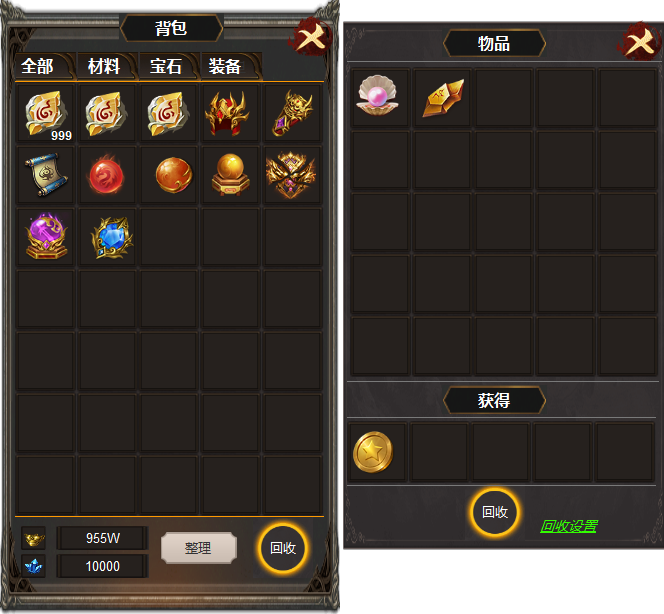 背包
全部 材料 宝石 装备
999
955W
10000
整理
回收
物品
获得
回收
回收设置